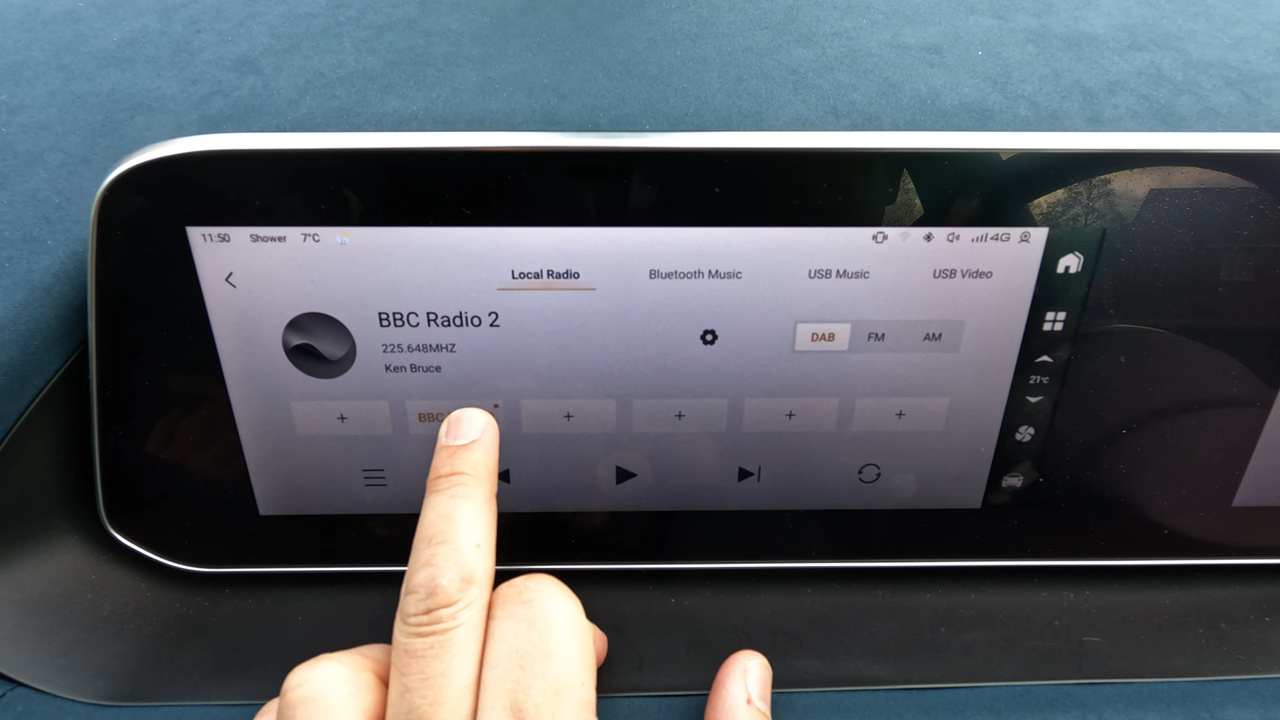 11:50 Shower 7°C 4G
Local Radio Bluetooth Music USB Music USB Video
BBC Radio 2
225.648MHZ
Ken Bruce
DAB FM AM
21°C
+ BBC + + + +